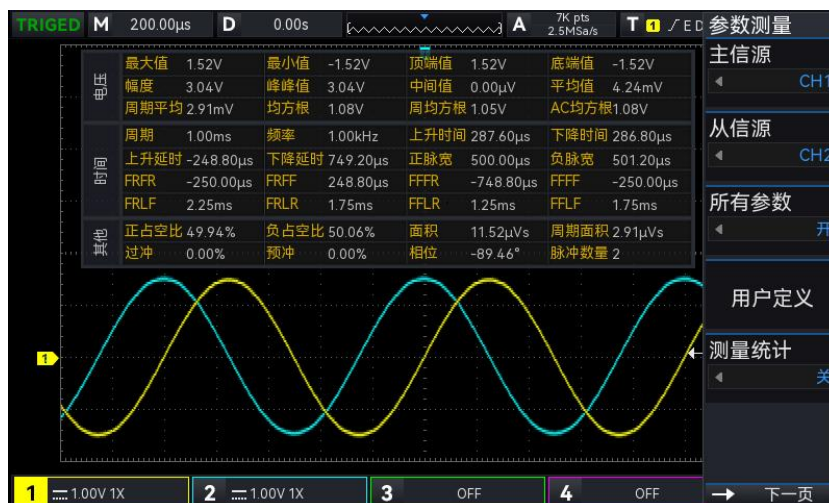 TRIGED M 200.00μs D 0.00s A 7K pts 2.5MSa/s T 1 E D
参数测量
主信源
CH1
从信源
CH2
所有参数
开
用户定义
测量统计
关
下一页
电压
最大值 1.52V 最小值 -1.52V 顶端值 1.52V 底端值 -1.52V
幅度 3.04V 峰峰值 3.04V 中间值 0.00μV 平均值 4.24mV
周期平均 2.91mV 均方根 1.08V 周均方根 1.05V AC均方根 1.08V
时间
周期 1.00ms 频率 1.00kHz 上升时间 287.60μs 下降时间 286.80μs
上升延时 -248.80μs 下降延时 749.20μs 正脉宽 500.00μs 负脉宽 501.20μs
FRFR -250.00μs FRFF 248.80μs FFFR -748.80μs FFFF -250.00μs
FRLF 2.25ms FRLR 1.75ms FFLR 1.25ms FFLF 1.75ms
其他
正占空比 49.94% 负占空比 50.06% 面积 11.52μVs 周期面积 2.91μVs
过冲 0.00% 预冲 0.00% 相位 -89.46° 脉冲数量 2
1
1 1.00V 1X 2 1.00V 1X 3 OFF 4 OFF